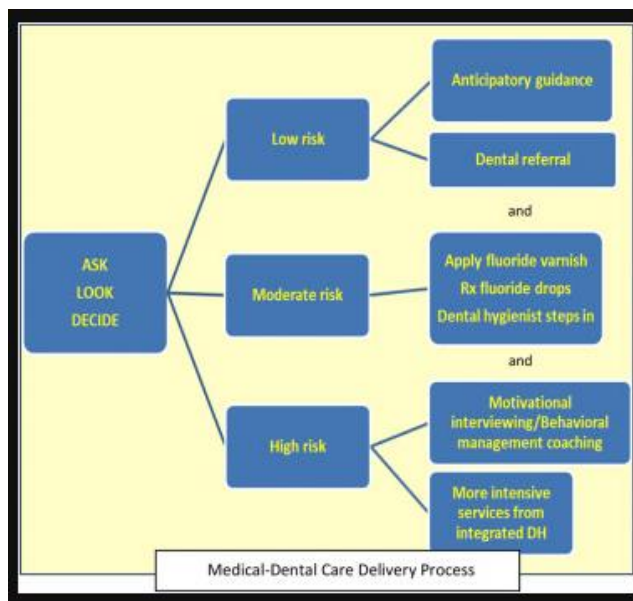 ASK
LOOK
DECIDE
Low risk
Anticipatory guidance
Dental referral
and
Moderate risk
Apply fluoride varnish
Rx fluoride drops
Dental hygienist steps in
and
High risk
Motivational
interviewing/Behavioral
management coaching
More intensive
services from
integrated DH
Medical-Dental Care Delivery Process